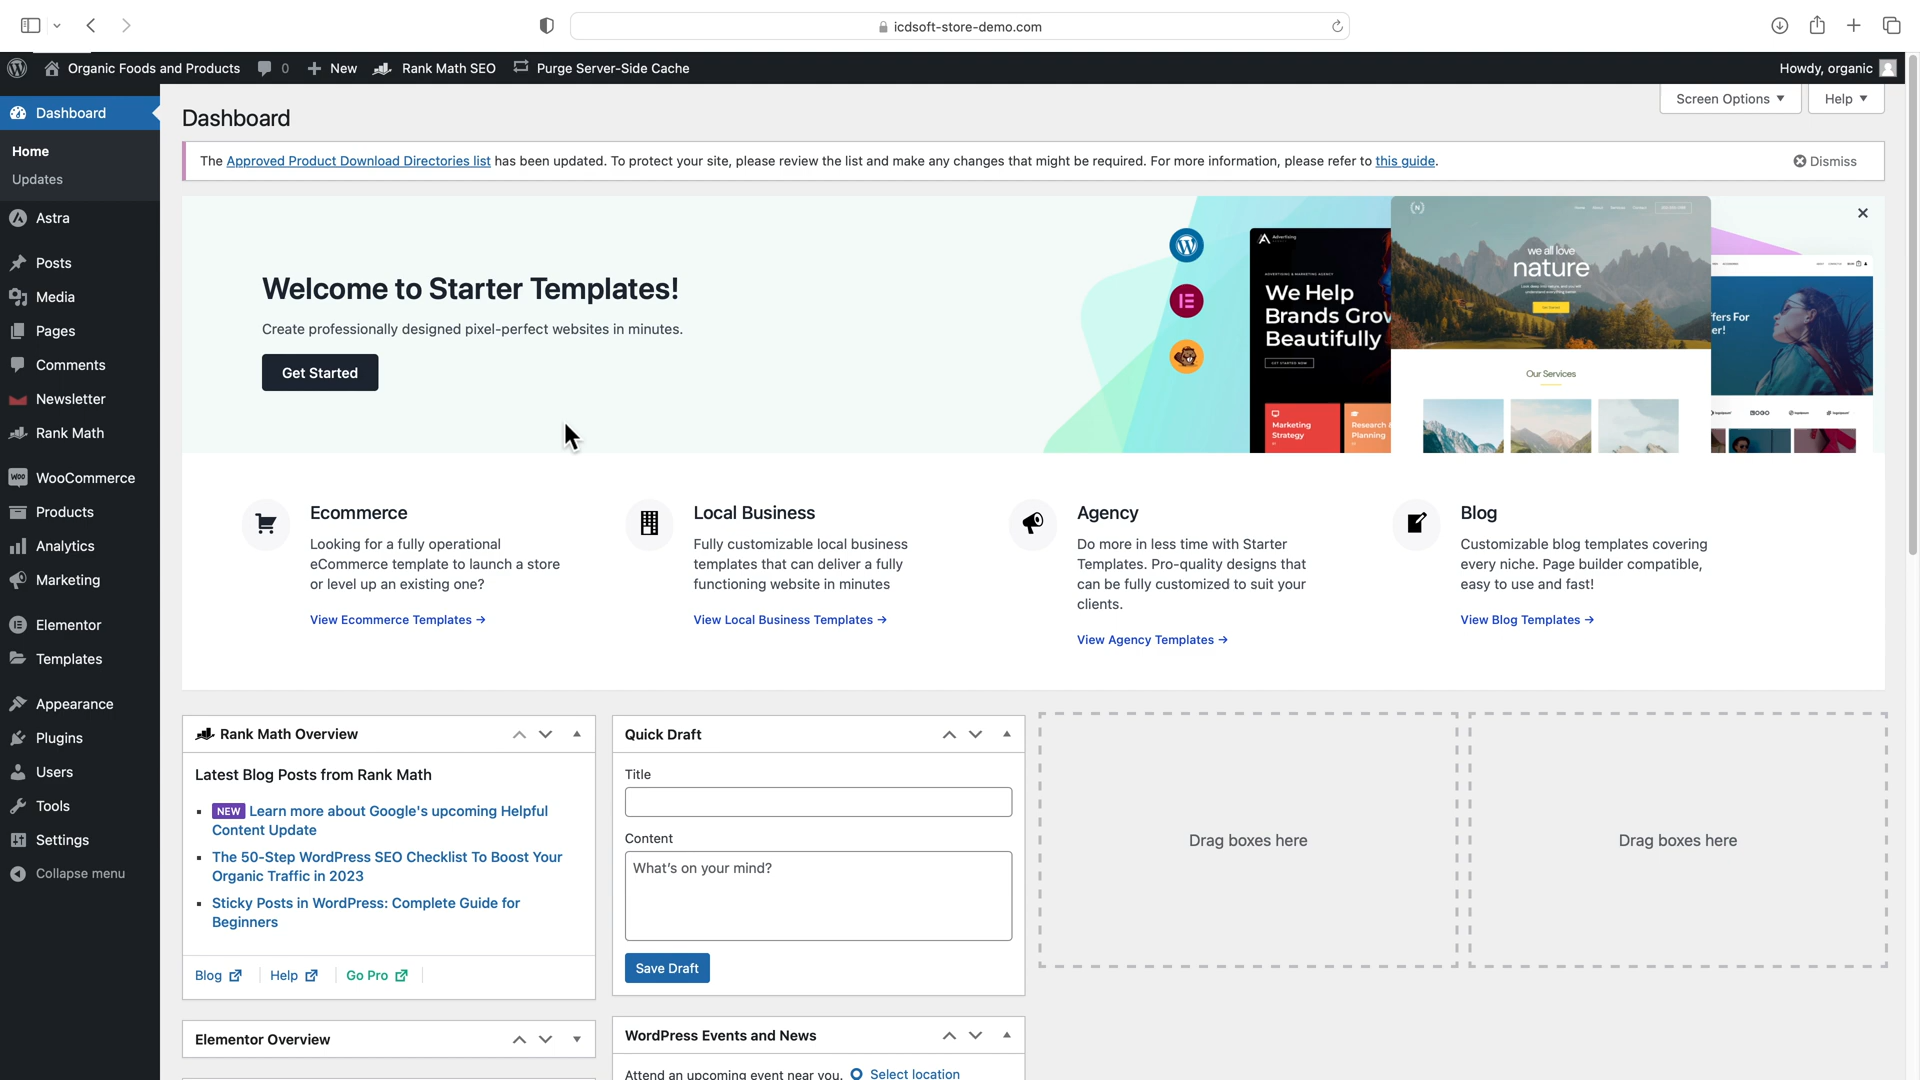 icdsoft-store-demo.com
Organic Foods and Products
0
New
Rank Math SEO
Purge Server-Side Cache
Howdy, organic
Dashboard
Home
Updates
Astra
Posts
Media
Pages
Comments
Newsletter
Rank Math
WooCommerce
Products
Analytics
Marketing
Elementor
Templates
Appearance
Plugins
Users
Tools
Settings
Collapse menu
Dashboard
Screen Options
Help
The Approved Product Download Directories list has been updated. To protect your site, please review the list and make any changes that might be required. For more information, please refer to this guide.
Dismiss
Welcome to Starter Templates!
Create professionally designed pixel-perfect websites in minutes.
Get Started
Advertising
ADVERTISING & MARKETING AGENCY
We Help
Brands Grow
Beautifully
GET STARTED NOW
Marketing
Strategy
Research &
Planning
we all love
nature
Our Services
ffers For
er!
Ecommerce
Looking for a fully operational
eCommerce template to launch a store
or level up an existing one?
View Ecommerce Templates →
Local Business
Fully customizable local business
templates that can deliver a fully
functioning website in minutes
View Local Business Templates →
Agency
Do more in less time with Starter
Templates. Pro-quality designs that
can be fully customized to suit your
clients.
View Agency Templates →
Blog
Customizable blog templates covering
every niche. Page builder compatible,
easy to use and fast!
View Blog Templates →
Rank Math Overview
Latest Blog Posts from Rank Math
NEW Learn more about Google's upcoming Helpful
Content Update
The 50-Step WordPress SEO Checklist To Boost Your
Organic Traffic in 2023
Sticky Posts in WordPress: Complete Guide for
Beginners
Blog
Help
Go Pro
Elementor Overview
Quick Draft
Title
Content
What's on your mind?
Save Draft
WordPress Events and News
Attend an upcoming event near you.
Select location
Drag boxes here
Drag boxes here